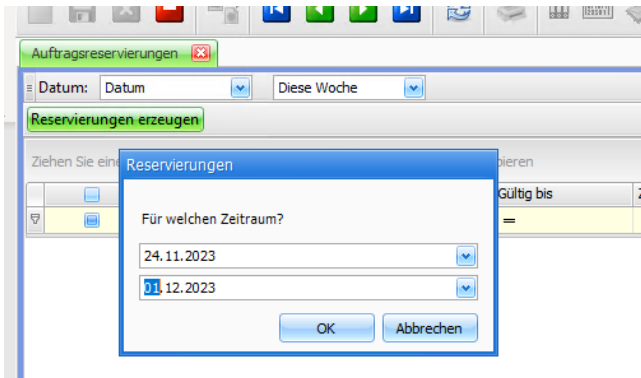 Auftragsreservierungen
Datum: Datum Diese Woche
Reservierungen erzeugen
Ziehen Sie eine
Reservierungen
Gültig bis
=
Für welchen Zeitraum?
24.11.2023
01.12.2023
OK Abbrechen